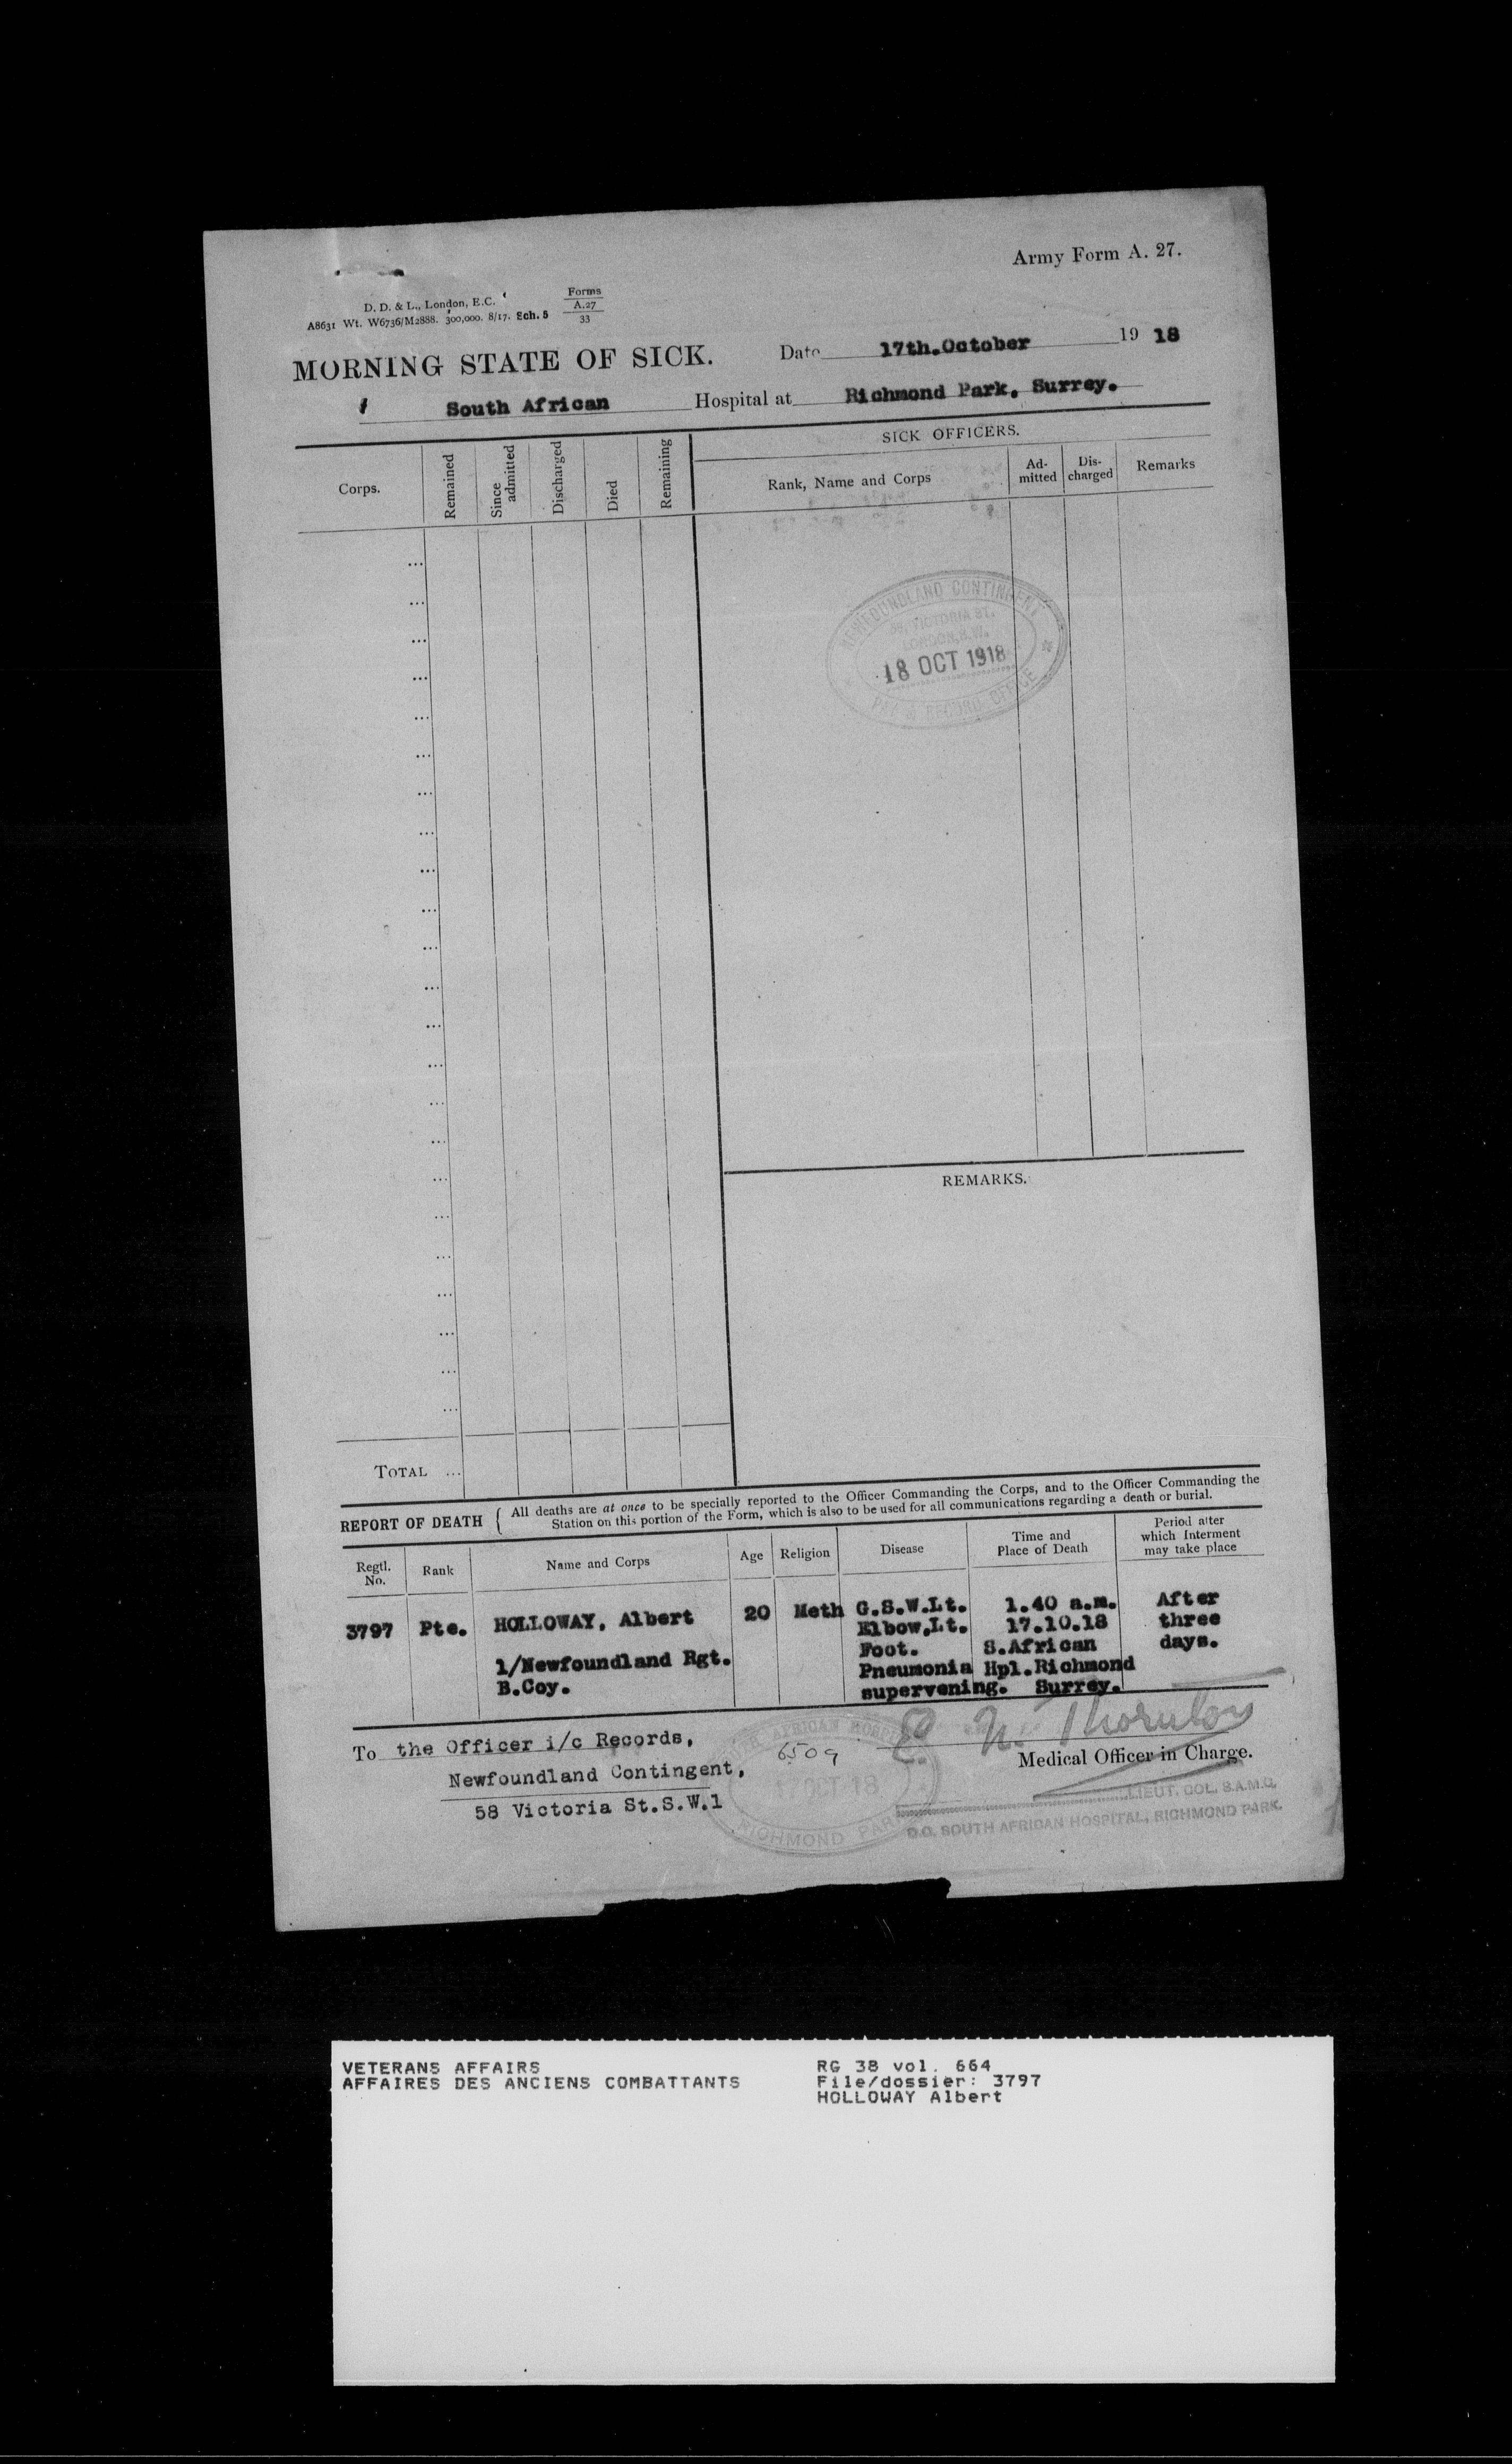 Army Form A. 27.
D. D. & L., London, E.C.
A8631 Wt. W6736/M2888. 300,000. 8/17. Sch. 5
Forms
A.27
33
MORNING STATE OF SICK.
Date 17th.October 19 18
South African Hospital at Richmond Park, Surrey.
Corps.
Remained
Since admitted
Discharged
Died
Remaining
SICK OFFICERS.
Rank, Name and Corps
Ad-
mitted
Dis-
charged
Remarks
NEWFOUNDLAND CONTINGENT
58, VICTORIA ST.
LONDON, S.W.
18 OCT 1918
PAY & RECORD OFFICE
REMARKS.
TOTAL ...
REPORT OF DEATH { All deaths are at once to be specially reported to the Officer Commanding the Corps, and to the Officer Commanding the
Station on this portion of the Form, which is also to be used for all communications regarding a death or burial.
Regtl.
No.
Rank
Name and Corps
Age
Religion
Disease
Time and
Place of Death
Period after
which Interment
may take place
3797 Pte. HOLLOWAY, Albert 20 Meth G.S.W.Lt. 1.40 a.m. After
Elbow,Lt. 17.10.18 three
Foot. S.African days.
1/Newfoundland Rgt. Pneumonia Hpl.Richmond
B.Coy. supervening. Surrey.
To the Officer i/c Records,
Newfoundland Contingent,
58 Victoria St.S.W.1
6509
SOUTH AFRICAN HOSPITAL
17 OCT 18
RICHMOND PARK
Thornton
Medical Officer in Charge.
LIEUT. COL. S.A.M.C.
O.C. SOUTH AFRICAN HOSPITAL, RICHMOND PARK.
VETERANS AFFAIRS
AFFAIRES DES ANCIENS COMBATTANTS
RG 38 vol. 664
File/dossier: 3797
HOLLOWAY Albert